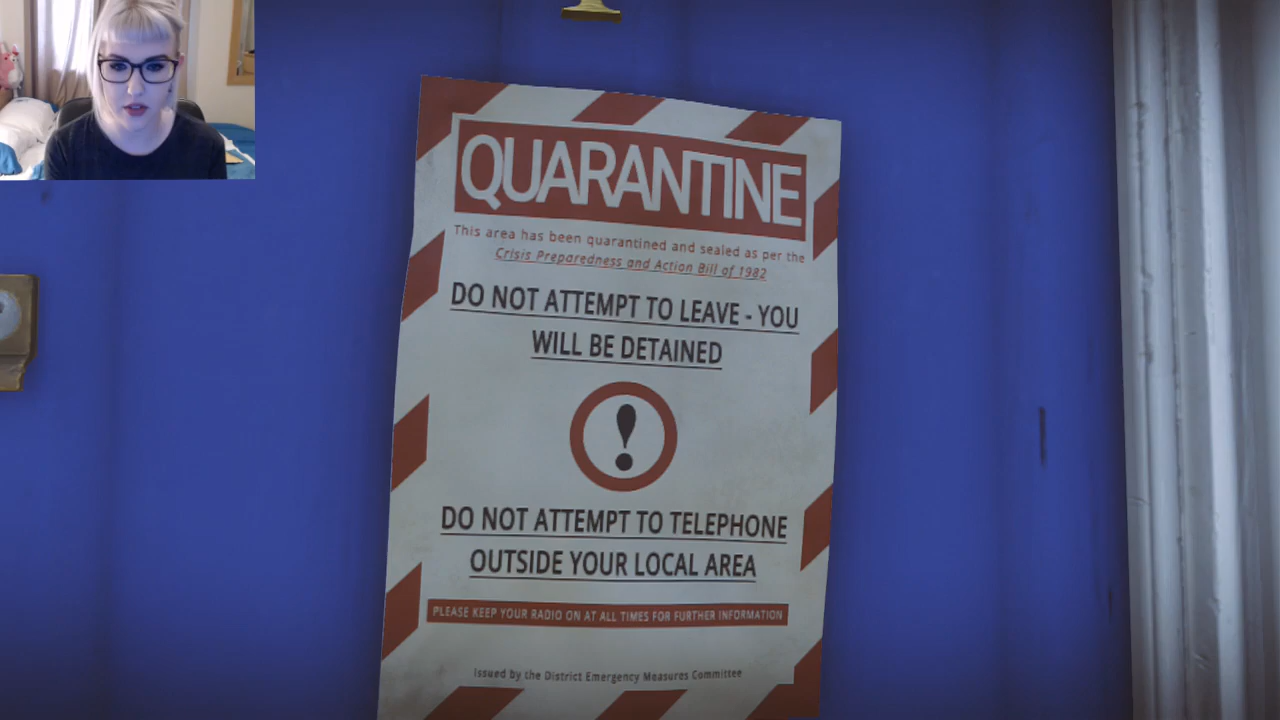 QUARANTINE
This area has been quarantined and sealed as per the
Crisis Preparedness and Action Bill of 1982
DO NOT ATTEMPT TO LEAVE - YOU
WILL BE DETAINED
!
DO NOT ATTEMPT TO TELEPHONE
OUTSIDE YOUR LOCAL AREA
PLEASE KEEP YOUR RADIO ON AT ALL TIMES FOR FURTHER INFORMATION
Issued by the District Emergency Measures Committee